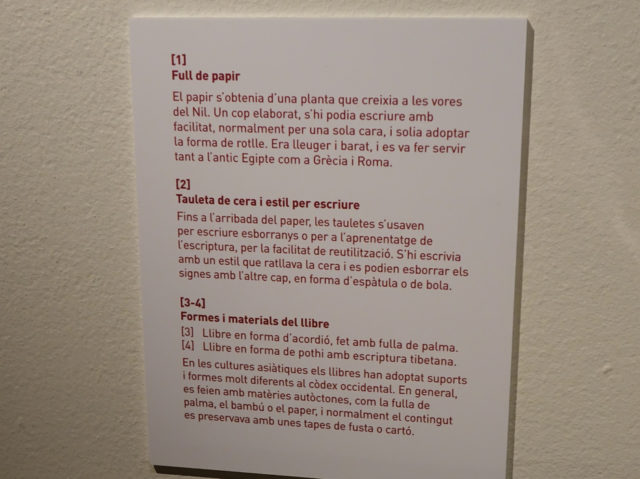 [1]
Full de papir
El papir s'obtenia d'una planta que creixia a les vores
del Nil. Un cop elaborat, s'hi podia escriure amb
facilitat, normalment per una sola cara, i solia adoptar
la forma de rotlle. Era lleuger i barat, i es va fer servir
tant a l'antic Egipte com a Grècia i Roma.
[2]
Tauleta de cera i estil per escriure
Fins a l'arribada del paper, les tauletes s'usaven
per escriure esborranys o per a l'aprenentatge de
l'escriptura, per la facilitat de reutilització. S'hi escrivia
amb un estil que ratllava la cera i es podien esborrar els
signes amb l'altre cap, en forma d'espàtula o de bola.
[3-4]
Formes i materials del llibre
[3] Llibre en forma d'acordió, fet amb fulla de palma.
[4] Llibre en forma de pothi amb escriptura tibetana.
En les cultures asiàtiques els llibres han adoptat suports
i formes molt diferents al còdex occidental. En general,
es feien amb matèries autòctones, com la fulla de
palma, el bambú o el paper, i normalment el contingut
es preservava amb unes tapes de fusta o cartó.